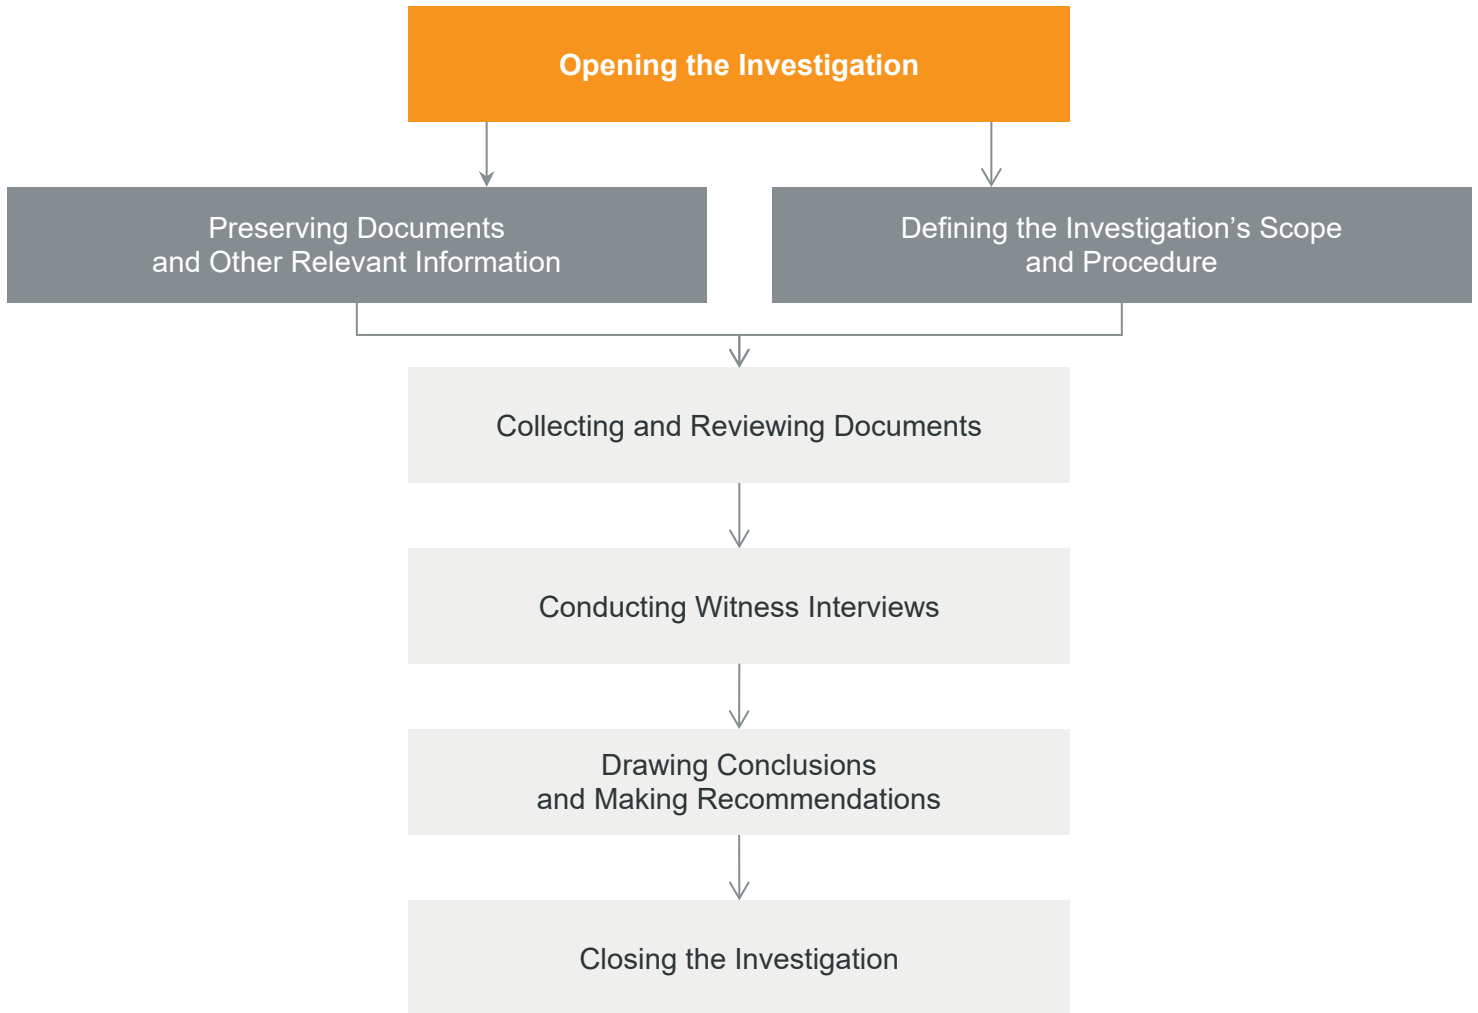 Opening the Investigation
Preserving Documents
and Other Relevant Information
Defining the Investigation’s Scope
and Procedure
Collecting and Reviewing Documents
Conducting Witness Interviews
Drawing Conclusions
and Making Recommendations
Closing the Investigation